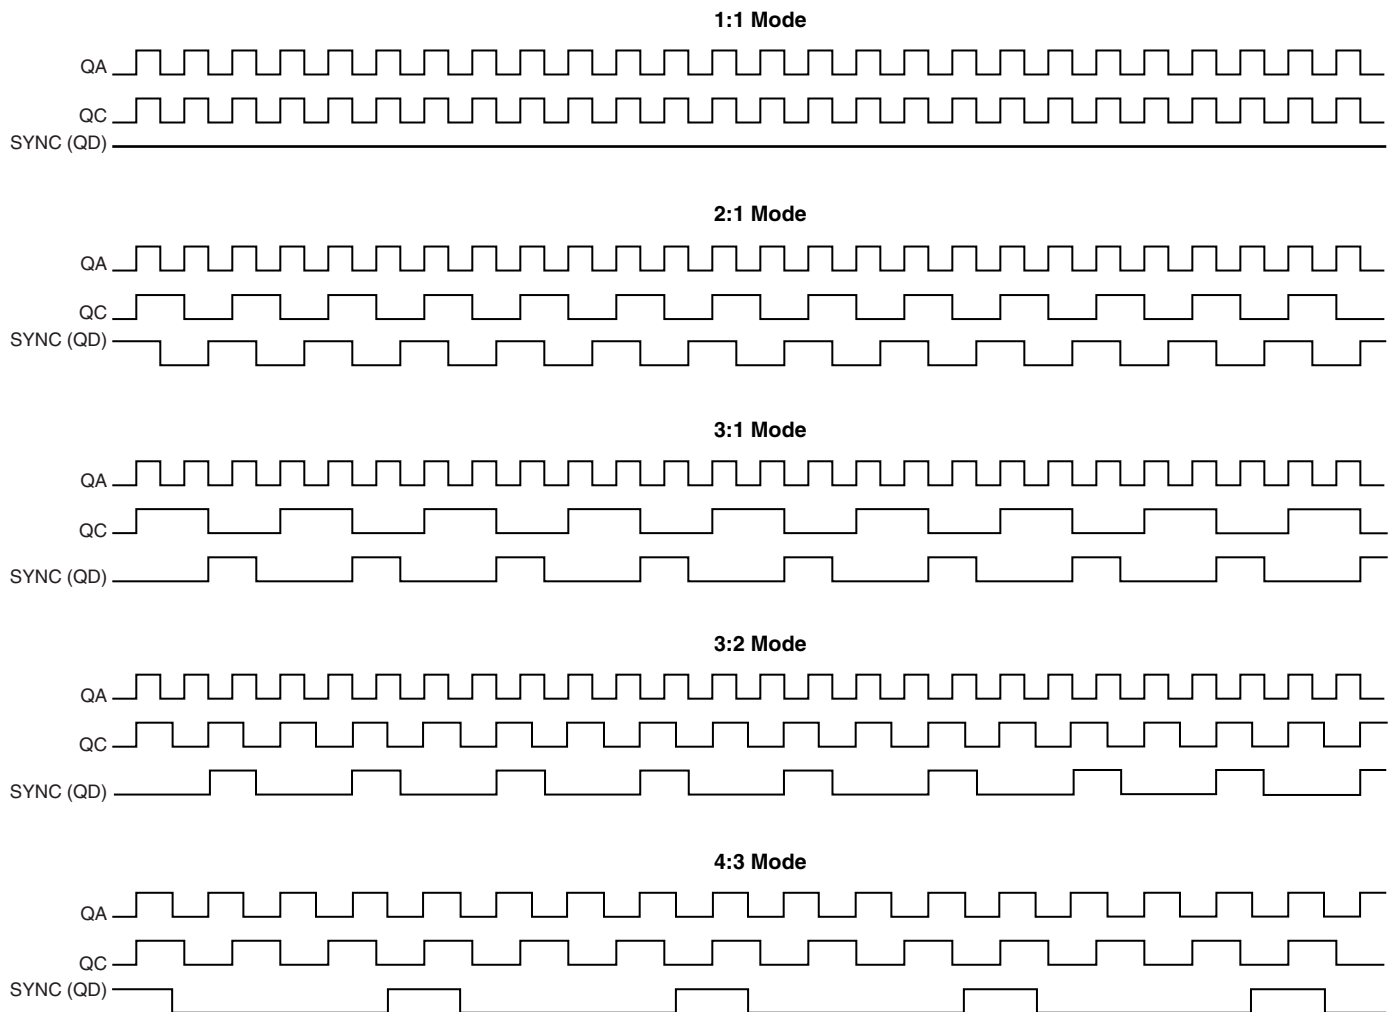 1:1 Mode
QA
QC
SYNC (QD)
2:1 Mode
QA
QC
SYNC (QD)
3:1 Mode
QA
QC
SYNC (QD)
3:2 Mode
QA
QC
SYNC (QD)
4:3 Mode
QA
QC
SYNC (QD)